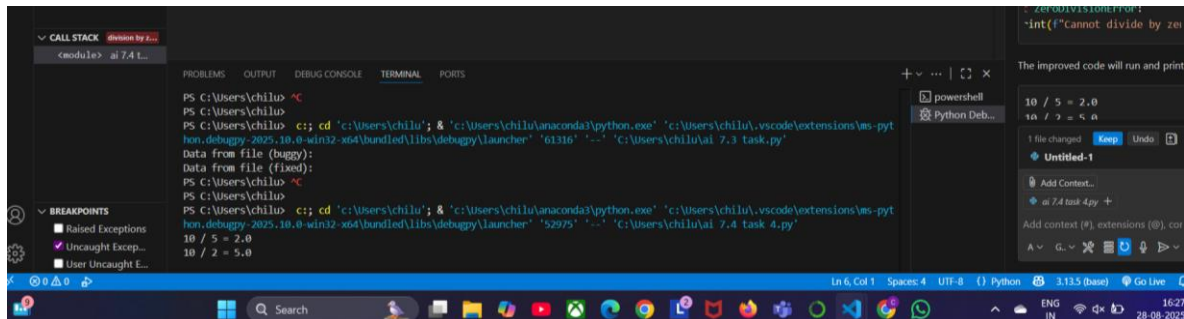 CALL STACK division by z...
<module> ai 7.4 t...
BREAKPOINTS
Raised Exceptions
Uncaught Excep...
User Uncaught E...
PROBLEMS OUTPUT DEBUG CONSOLE TERMINAL PORTS
PS C:\Users\chilu> ^C
PS C:\Users\chilu>
PS C:\Users\chilu> c:; cd 'c:\Users\chilu'; & 'c:\Users\chilu\anaconda3\python.exe' 'c:\Users\chilu\.vscode\extensions\ms-pyt
hon.debugpy-2025.10.0-win32-x64\bundled\libs\debugpy\launcher' '61316' '--' 'C:\Users\chilu\ai 7.3 task.py'
Data from file (buggy):
Data from file (fixed):
PS C:\Users\chilu> ^C
PS C:\Users\chilu>
PS C:\Users\chilu> c:; cd 'c:\Users\chilu'; & 'c:\Users\chilu\anaconda3\python.exe' 'c:\Users\chilu\.vscode\extensions\ms-pyt
hon.debugpy-2025.10.0-win32-x64\bundled\libs\debugpy\launcher' '52975' '--' 'C:\Users\chilu\ai 7.4 task 4.py'
10 / 5 = 2.0
10 / 2 = 5.0
powershell
Python Deb...
: ZeroDivisionError:
int(f"Cannot divide by zer
The improved code will run and print
10 / 5 = 2.0
10 / 2 = 5.0
1 file changed Keep Undo
Untitled-1
Add Context...
ai 7.4 task 4.py +
Add context (#), extensions (@), cor
A G..
0 0 Ln 6, Col 1 Spaces: 4 UTF-8 {} Python 3.13.5 (base) Go Live
9 Search 9 ENG 16:27
IN 28-08-2025